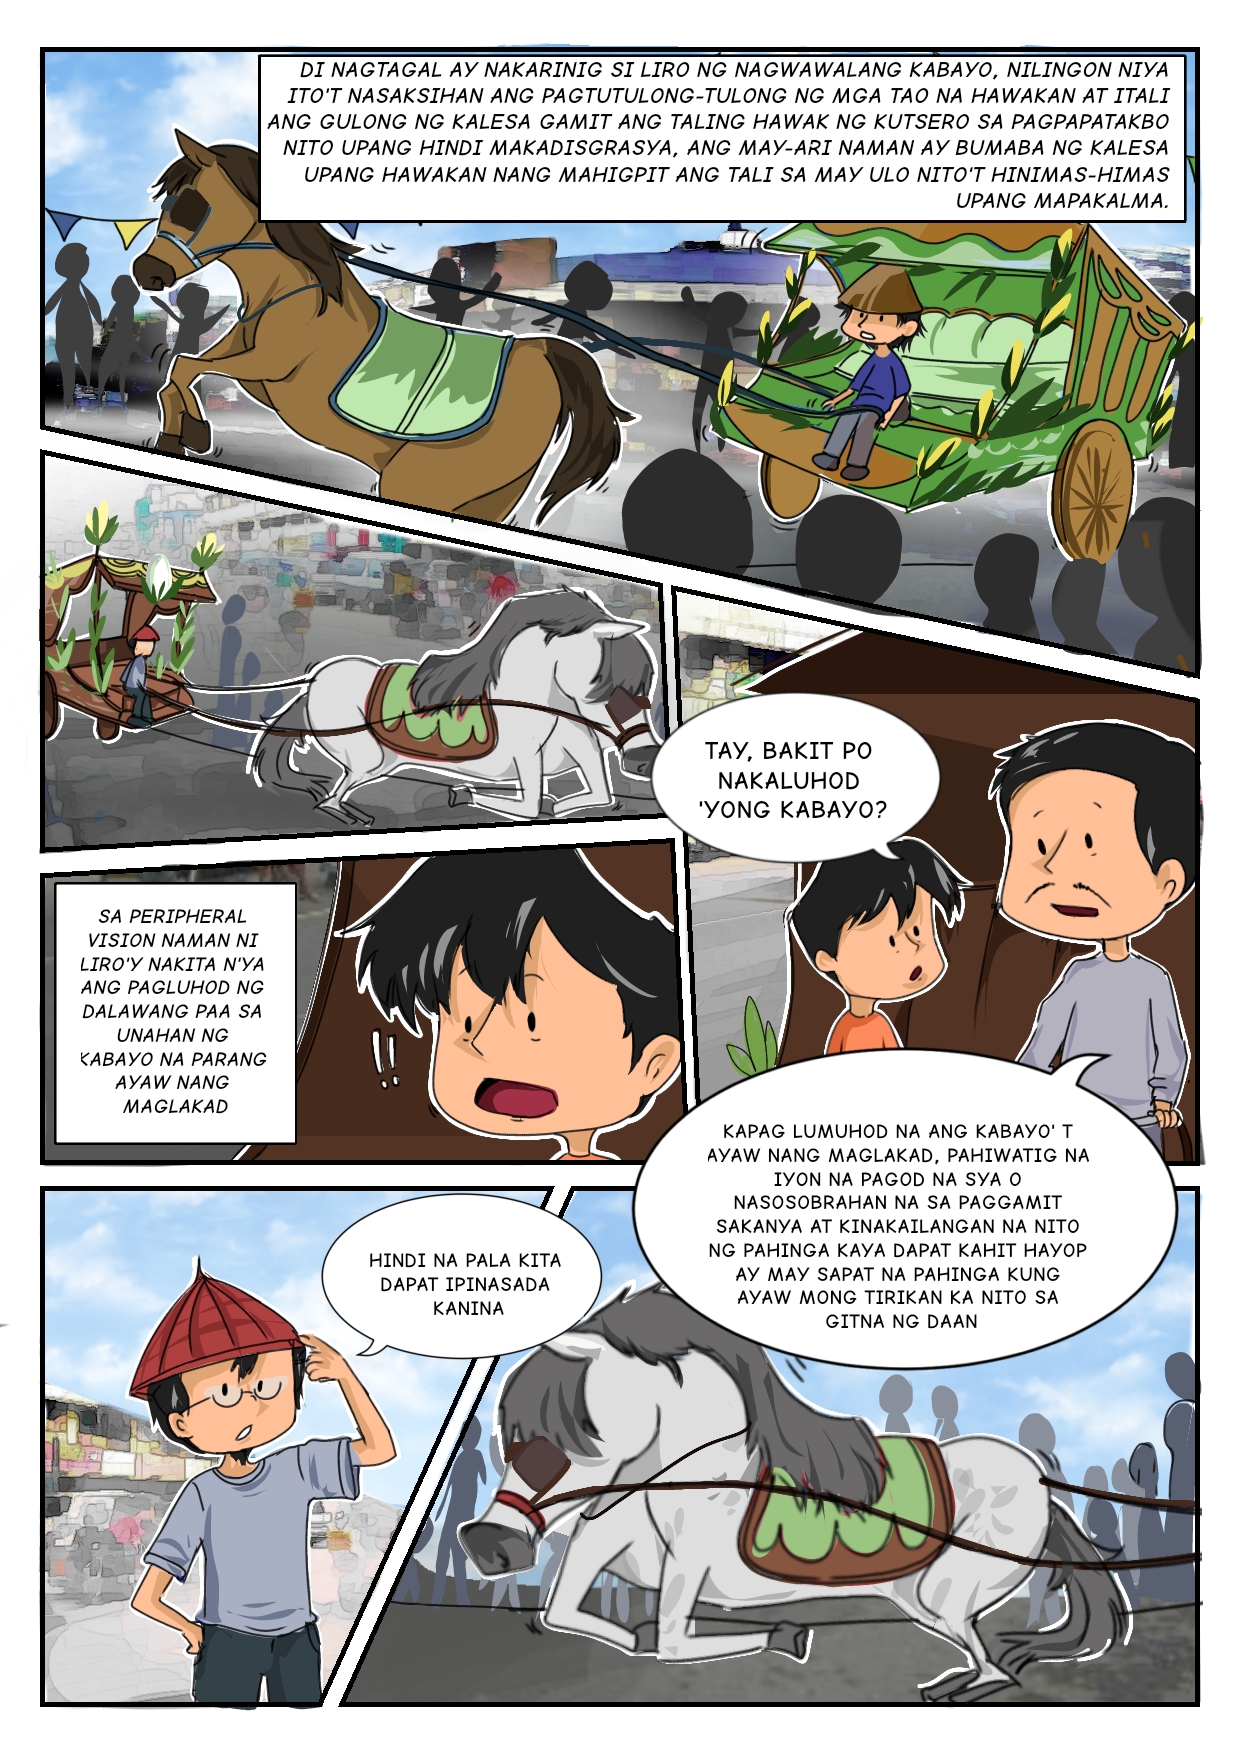 DI NAGTAGAL AY NAKARINIG SI LIRO NG NAGWAWALANG KABAYO, NILINGON NIYA
ITO'T NASAKSIHAN ANG PAGTUTULONG-TULONG NG MGA TAO NA HAWAKAN AT ITALI
ANG GULONG NG KALESA GAMIT ANG TALING HAWAK NG KUTSERO SA PAGPAPATAKBO
NITO UPANG HINDI MAKADISGRASYA, ANG MAY-ARI NAMAN AY BUMABA NG KALESA
UPANG HAWAKAN NANG MAHIGPIT ANG TALI SA MAY ULO NITO'T HINIMAS-HIMAS
UPANG MAPAKALMA.
TAY, BAKIT PO
NAKALUHOD
'YONG KABAYO?
SA PERIPHERAL
VISION NAMAN NI
LIRO'Y NAKITA N'YA
ANG PAGLUHOD NG
DALAWANG PAA SA
UNAHAN NG
KABAYO NA PARANG
AYAW NANG
MAGLAKAD
!!
KAPAG LUMUHOD NA ANG KABAYO' T
AYAW NANG MAGLAKAD, PAHIWATIG NA
IYON NA PAGOD NA SYA O
NASOSOBRAHAN NA SA PAGGAMIT
SAKANYA AT KINAKAILANGAN NA NITO
NG PAHINGA KAYA DAPAT KAHIT HAYOP
AY MAY SAPAT NA PAHINGA KUNG
AYAW MONG TIRIKAN KA NITO SA
GITNA NG DAAN
HINDI NA PALA KITA
DAPAT IPINASADA
KANINA